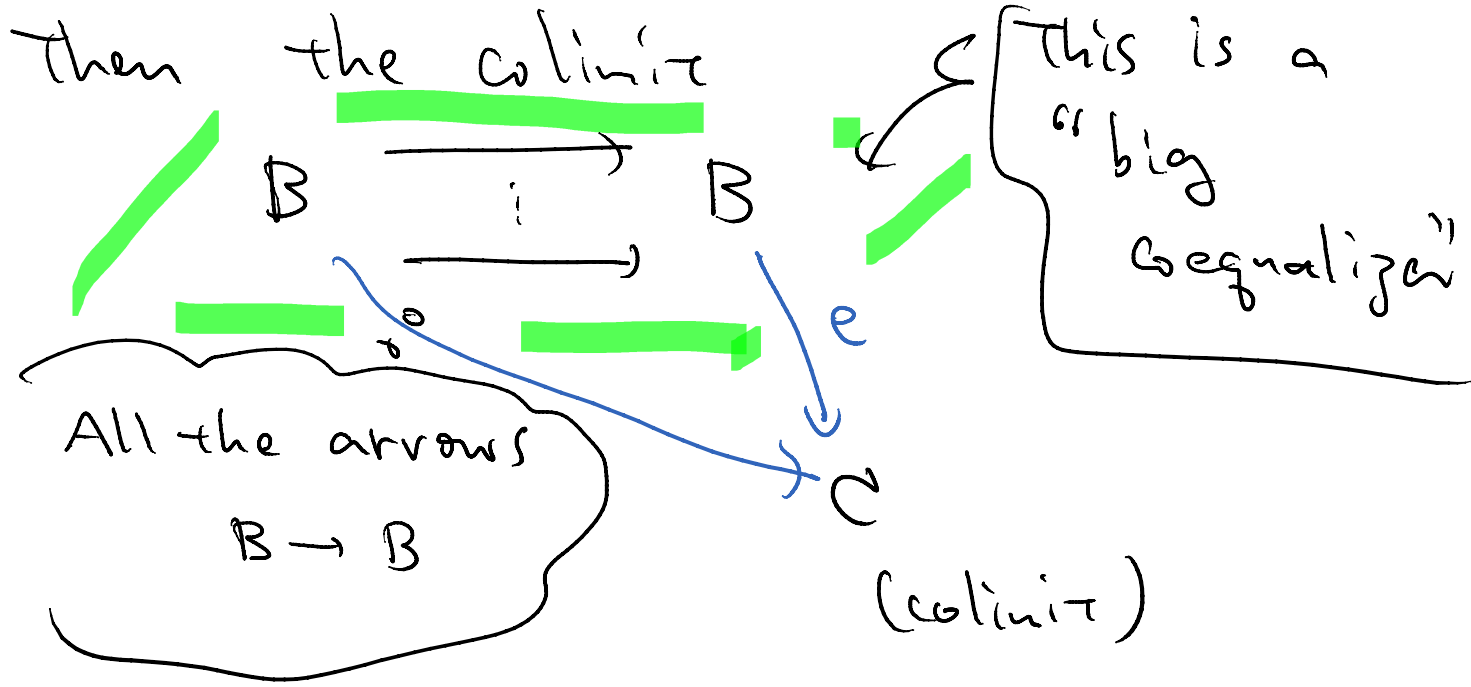 Then the colimit
B B
e
C
(colimit)
This is a
"big
coequalizer"
All the arrows
B → B